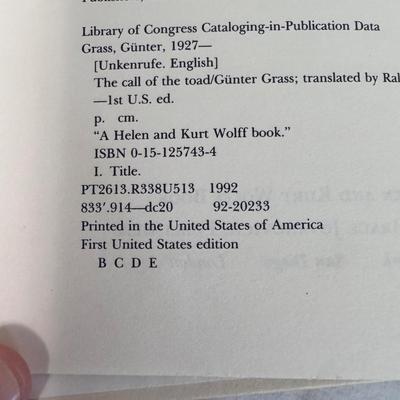 Library of Congress Cataloging-in-Publication Data
Grass, Günter, 1927—
[Unkenrufe. English]
The call of the toad/Günter Grass; translated by Ral
—1st U.S. ed.
p. cm.
"A Helen and Kurt Wolff book."
ISBN 0-15-125743-4
I. Title.
PT2613.R338U513 1992
833'.914—dc20 92-20233
Printed in the United States of America
First United States edition
B C D E